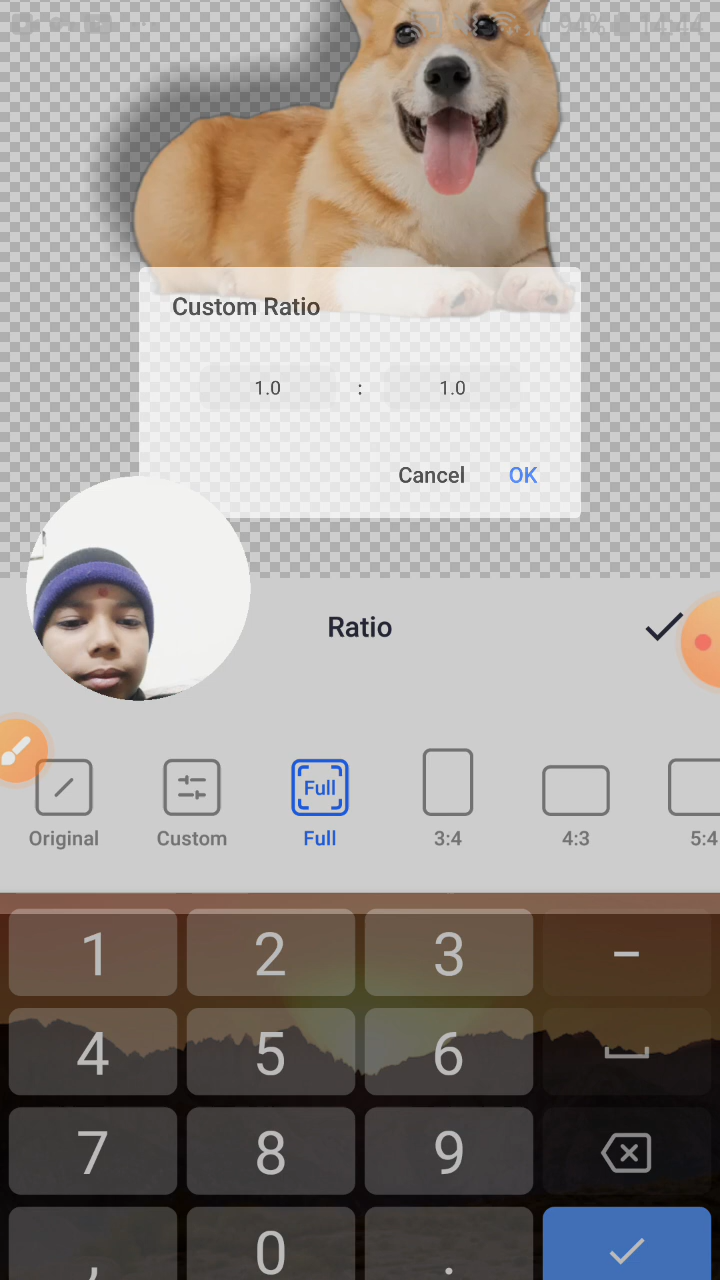 Custom Ratio
1.0 : 1.0
Cancel OK
Ratio
Full
Original Custom Full 3:4 4:3 5:4
1 2 3 -
4 5 6
7 8 9
, 0 .